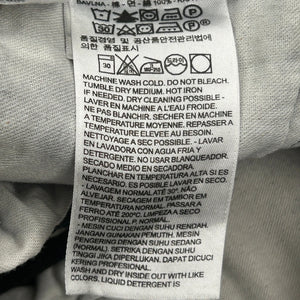 BAVLNA - 棉 - 면 - 綿 100% - 100%
품질경영 및 공산품안전관리법에
의한 품질표시
30
MACHINE WASH COLD. DO NOT BLEACH.
TUMBLE DRY MEDIUM. HOT IRON
IF NEEDED. DRY CLEANING POSSIBLE -
LAVER EN MACHINE A L'EAU FROIDE.
NE PAS BLANCHIR. SECHER EN MACHINE
A TEMPERATURE MOYENNE. REPASSER A
TEMPERATURE ELEVEE AU BESOIN.
NETTOYAGE A SEC POSSIBLE -
EN LAVADORA CON AGUA FRIA Y
NO USAR BLANQUEADOR.
SECADO MEDIO EN SECADORA.
PLANCHAR EN TEMPERATURA ALTA SI ES
NECESARIO. ES POSIBLE LAVAR EN SECO.
- LAVAGEM NORMAL ATÉ 30°. NÃO
ALVEJAR. SECAGEM EM TAMBOR EM
TEMPERATURA NORMAL. PASSAR A
FERRO ATÉ 200°C. LIMPEZA A SECO
PROFISSIONAL P, NORMAL
- MESIN CUCI DENGAN SUHU RENDAH.
JANGAN GUNAKAN PEMUTIH. MESIN
PENGERING DENGAN SUHU SEDANG
(NORMAL). SETRIKA DENGAN SUHU
TINGGI JIKA DIPERLUKAN. DAPAT DICUCI
KERING PROFESIONAL
WASH AND DRY INSIDE OUT WITH LIKE
COLORS. LIQUID DETERGENT IS